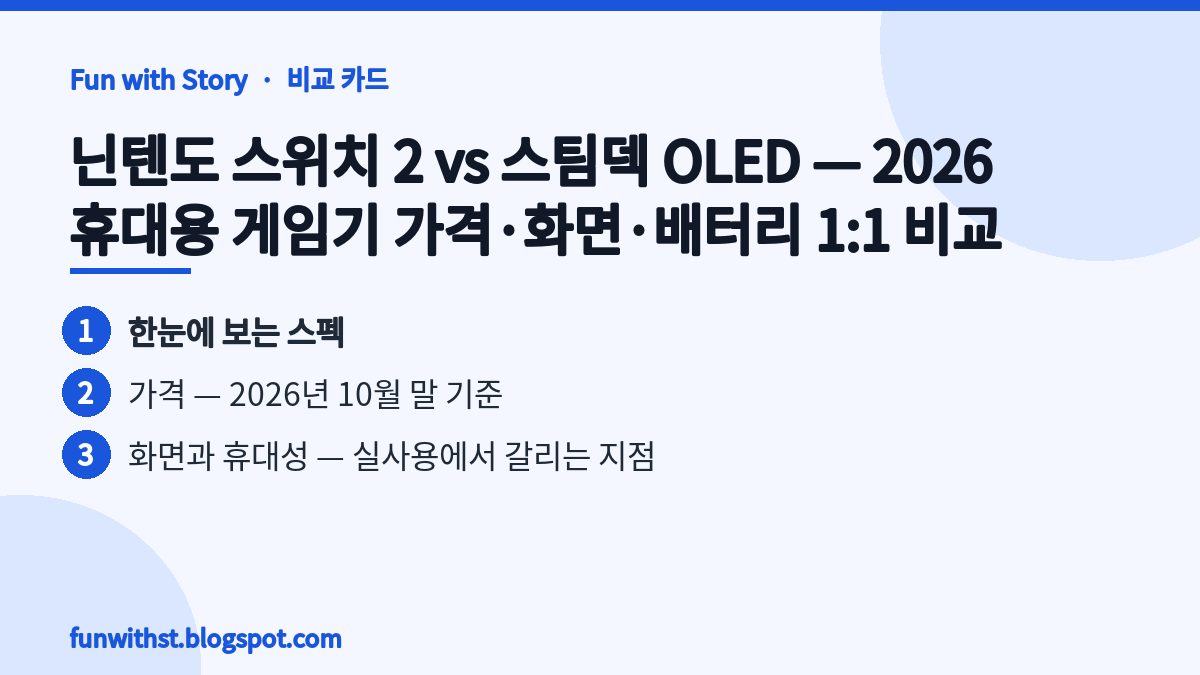 Fun with Story · 비교 카드
닌텐도 스위치 2 vs 스팀덱 OLED — 2026
휴대용 게임기 가격·화면·배터리 1:1 비교
1 한눈에 보는 스펙
2 가격 — 2026년 10월 말 기준
3 화면과 휴대성 — 실사용에서 갈리는 지점
funwithst.blogspot.com